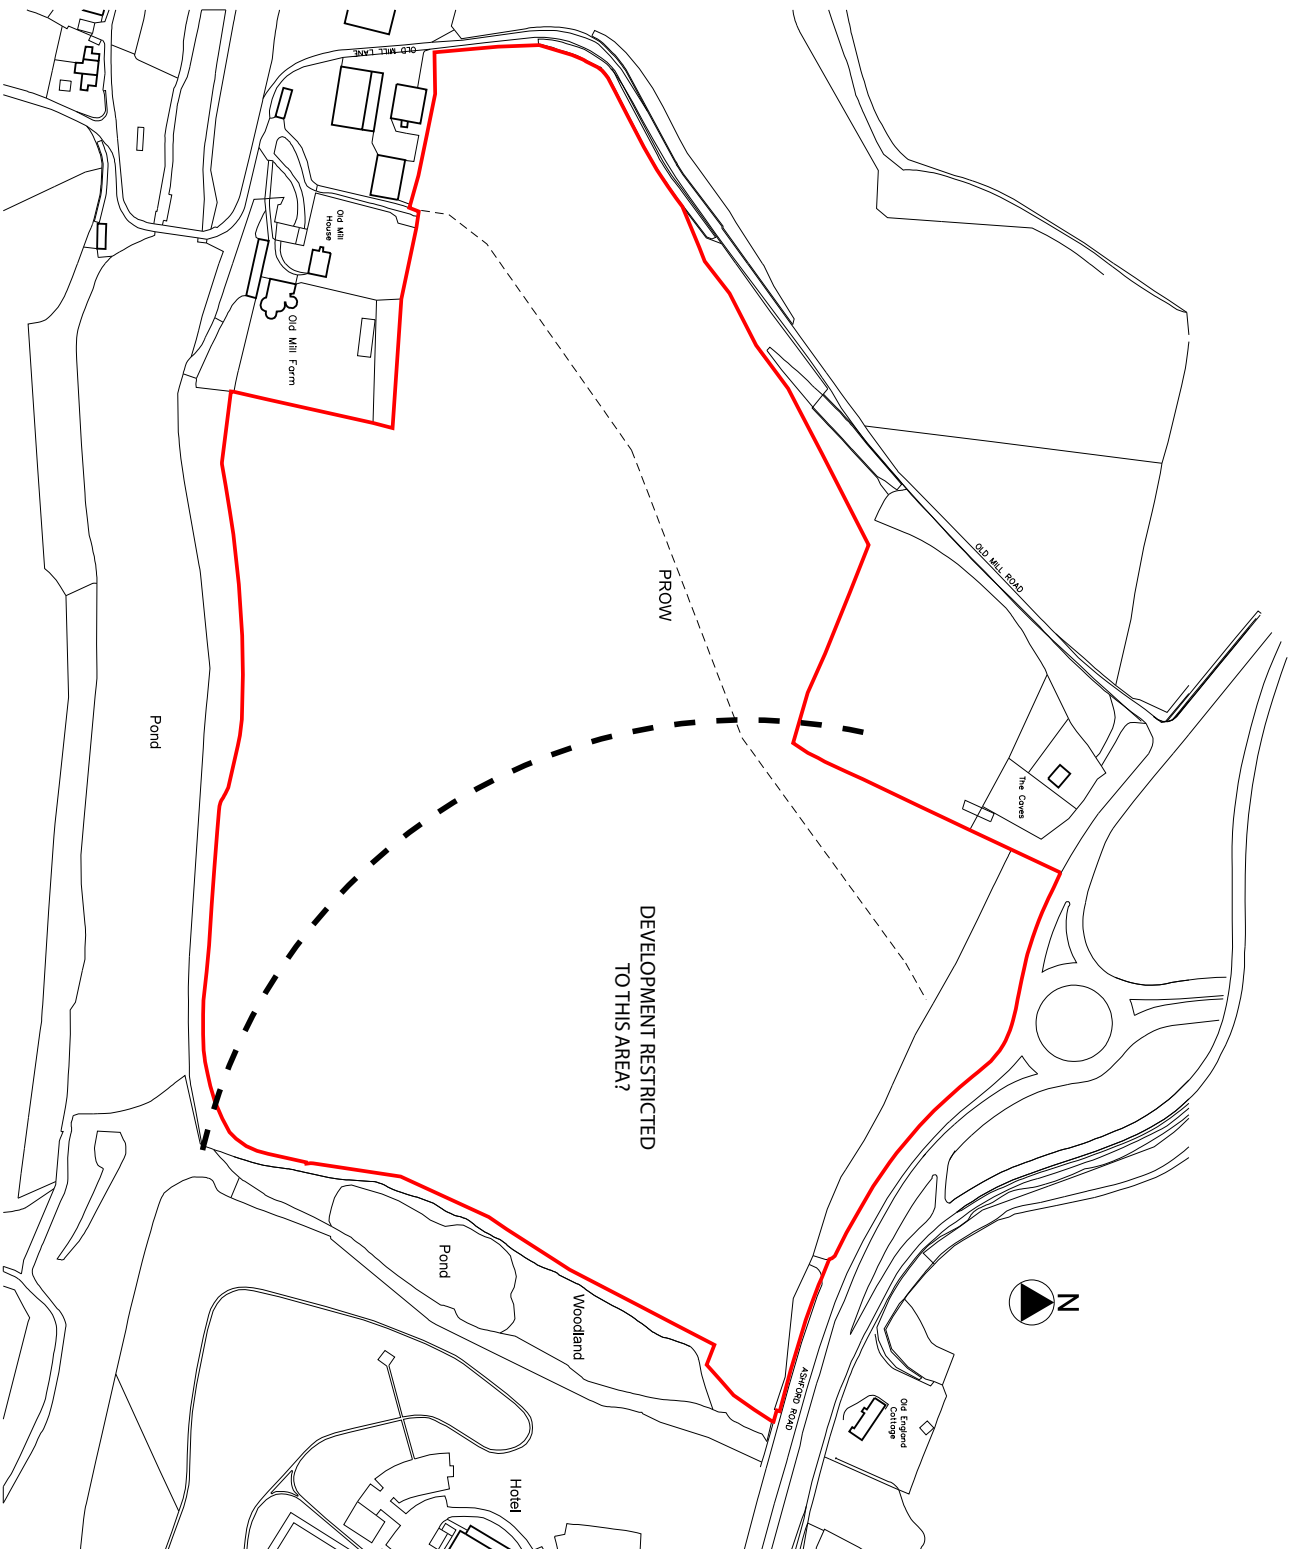 OLD MILL LANE
Old Mill
House
Old Mill Farm
OLD MILL ROAD
PROW
The Caves
Pond
DEVELOPMENT RESTRICTED
TO THIS AREA?
N
Pond
Woodland
ASHFORD ROAD
Old England
Cottage
Hotel